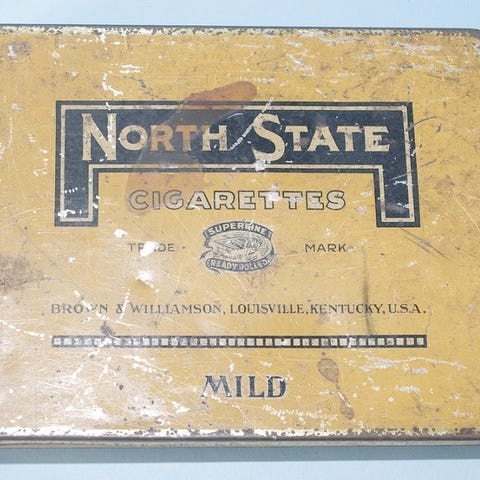 NORTH STATE
CIGARETTES
SUPERFINE
TRADE MARK
READY ROLLED
BROWN & WILLIAMSON, LOUISVILLE, KENTUCKY, U.S.A.
MILD